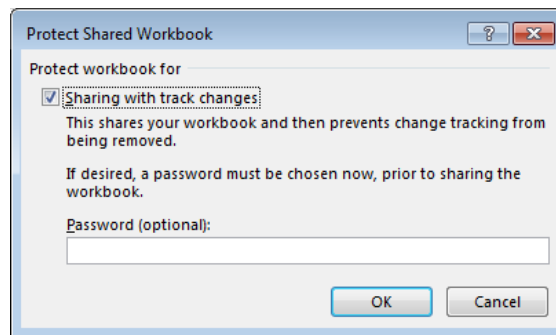 Protect Shared Workbook
Protect workbook for
Sharing with track changes
This shares your workbook and then prevents change tracking from
being removed.
If desired, a password must be chosen now, prior to sharing the
workbook.
Password (optional):
OK Cancel